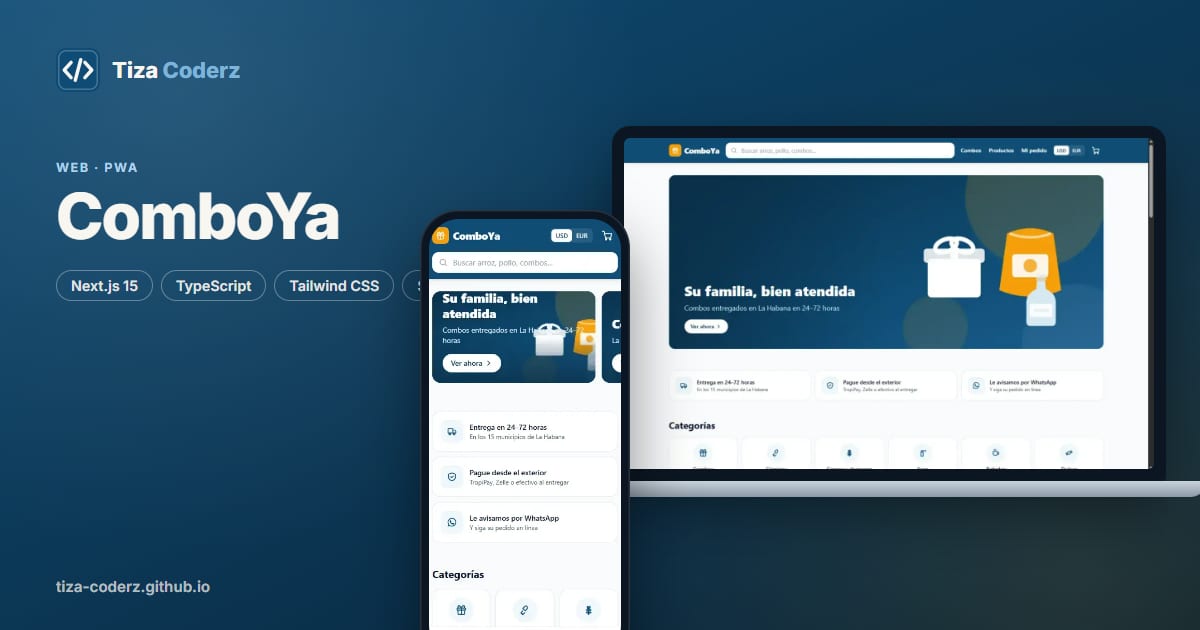 Tiza Coderz
WEB · PWA
ComboYa
Next.js 15
TypeScript
Tailwind CSS
tiza-coderz.github.io
ComboYa
USD
EUR
Buscar arroz, pollo, combos...
Su familia, bien
atendida
Combos entregados en La H
24-72
horas
Ver ahora
La
Entrega en 24-72 horas
En los 15 municipios de La Habana
Pague desde el exterior
TropiPay, Zelle o efectivo al entregar
Le avisamos por WhatsApp
Y siga su pedido en línea
Categorías
ComboYa
Buscar arroz, pollo, combos...
Combos
Productos
Mi pedido
USD
EUR
Su familia, bien atendida
Combos entregados en La Habana en 24-72 horas
Ver ahora
Entrega en 24-72 horas
En los 15 municipios de La Habana
Pague desde el exterior
TropiPay, Zelle o efectivo al entregar
Le avisamos por WhatsApp
Y siga su pedido en línea
Categorías